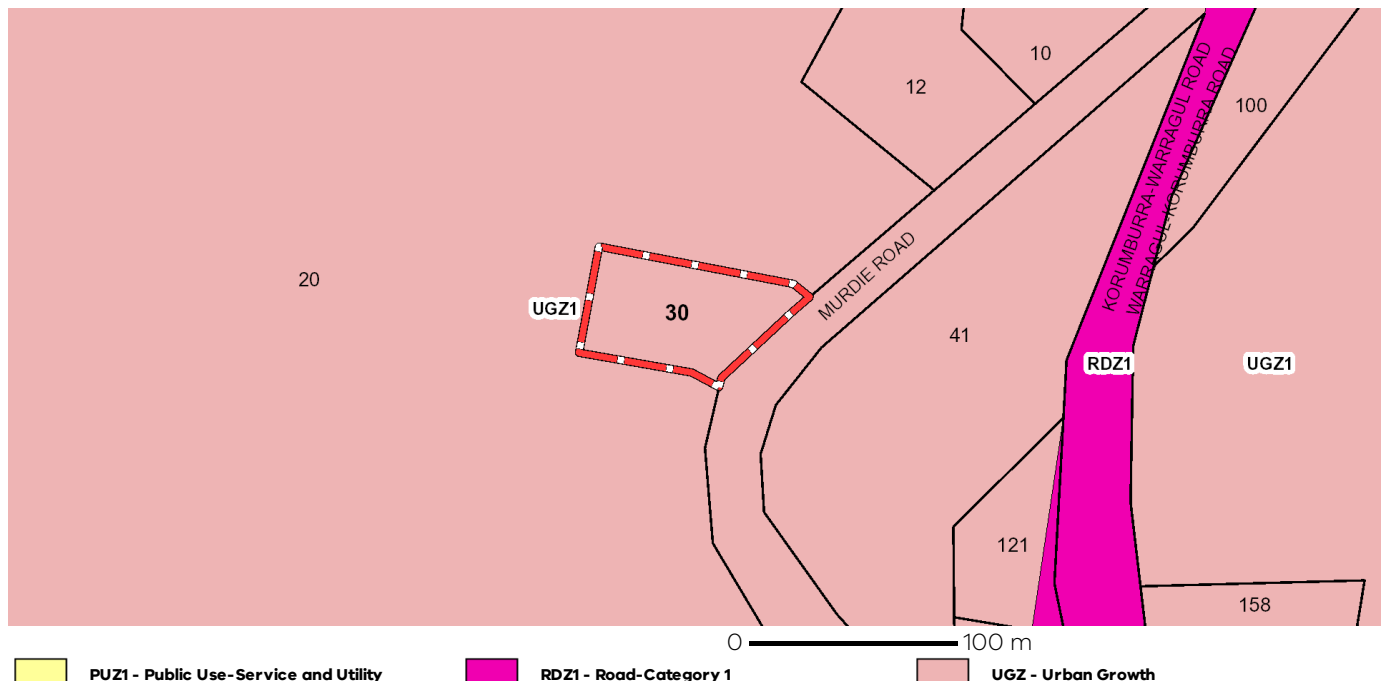 10
12
100
KORUMBURRA-WARRAGUL ROAD
WARRAGUL-KORUMBURRA ROAD
MURDIE ROAD
20
UGZ1
30
41
RDZ1
UGZ1
121
158
0 100 m
PUZ1 - Public Use-Service and Utility
RDZ1 - Road-Category 1
UGZ - Urban Growth